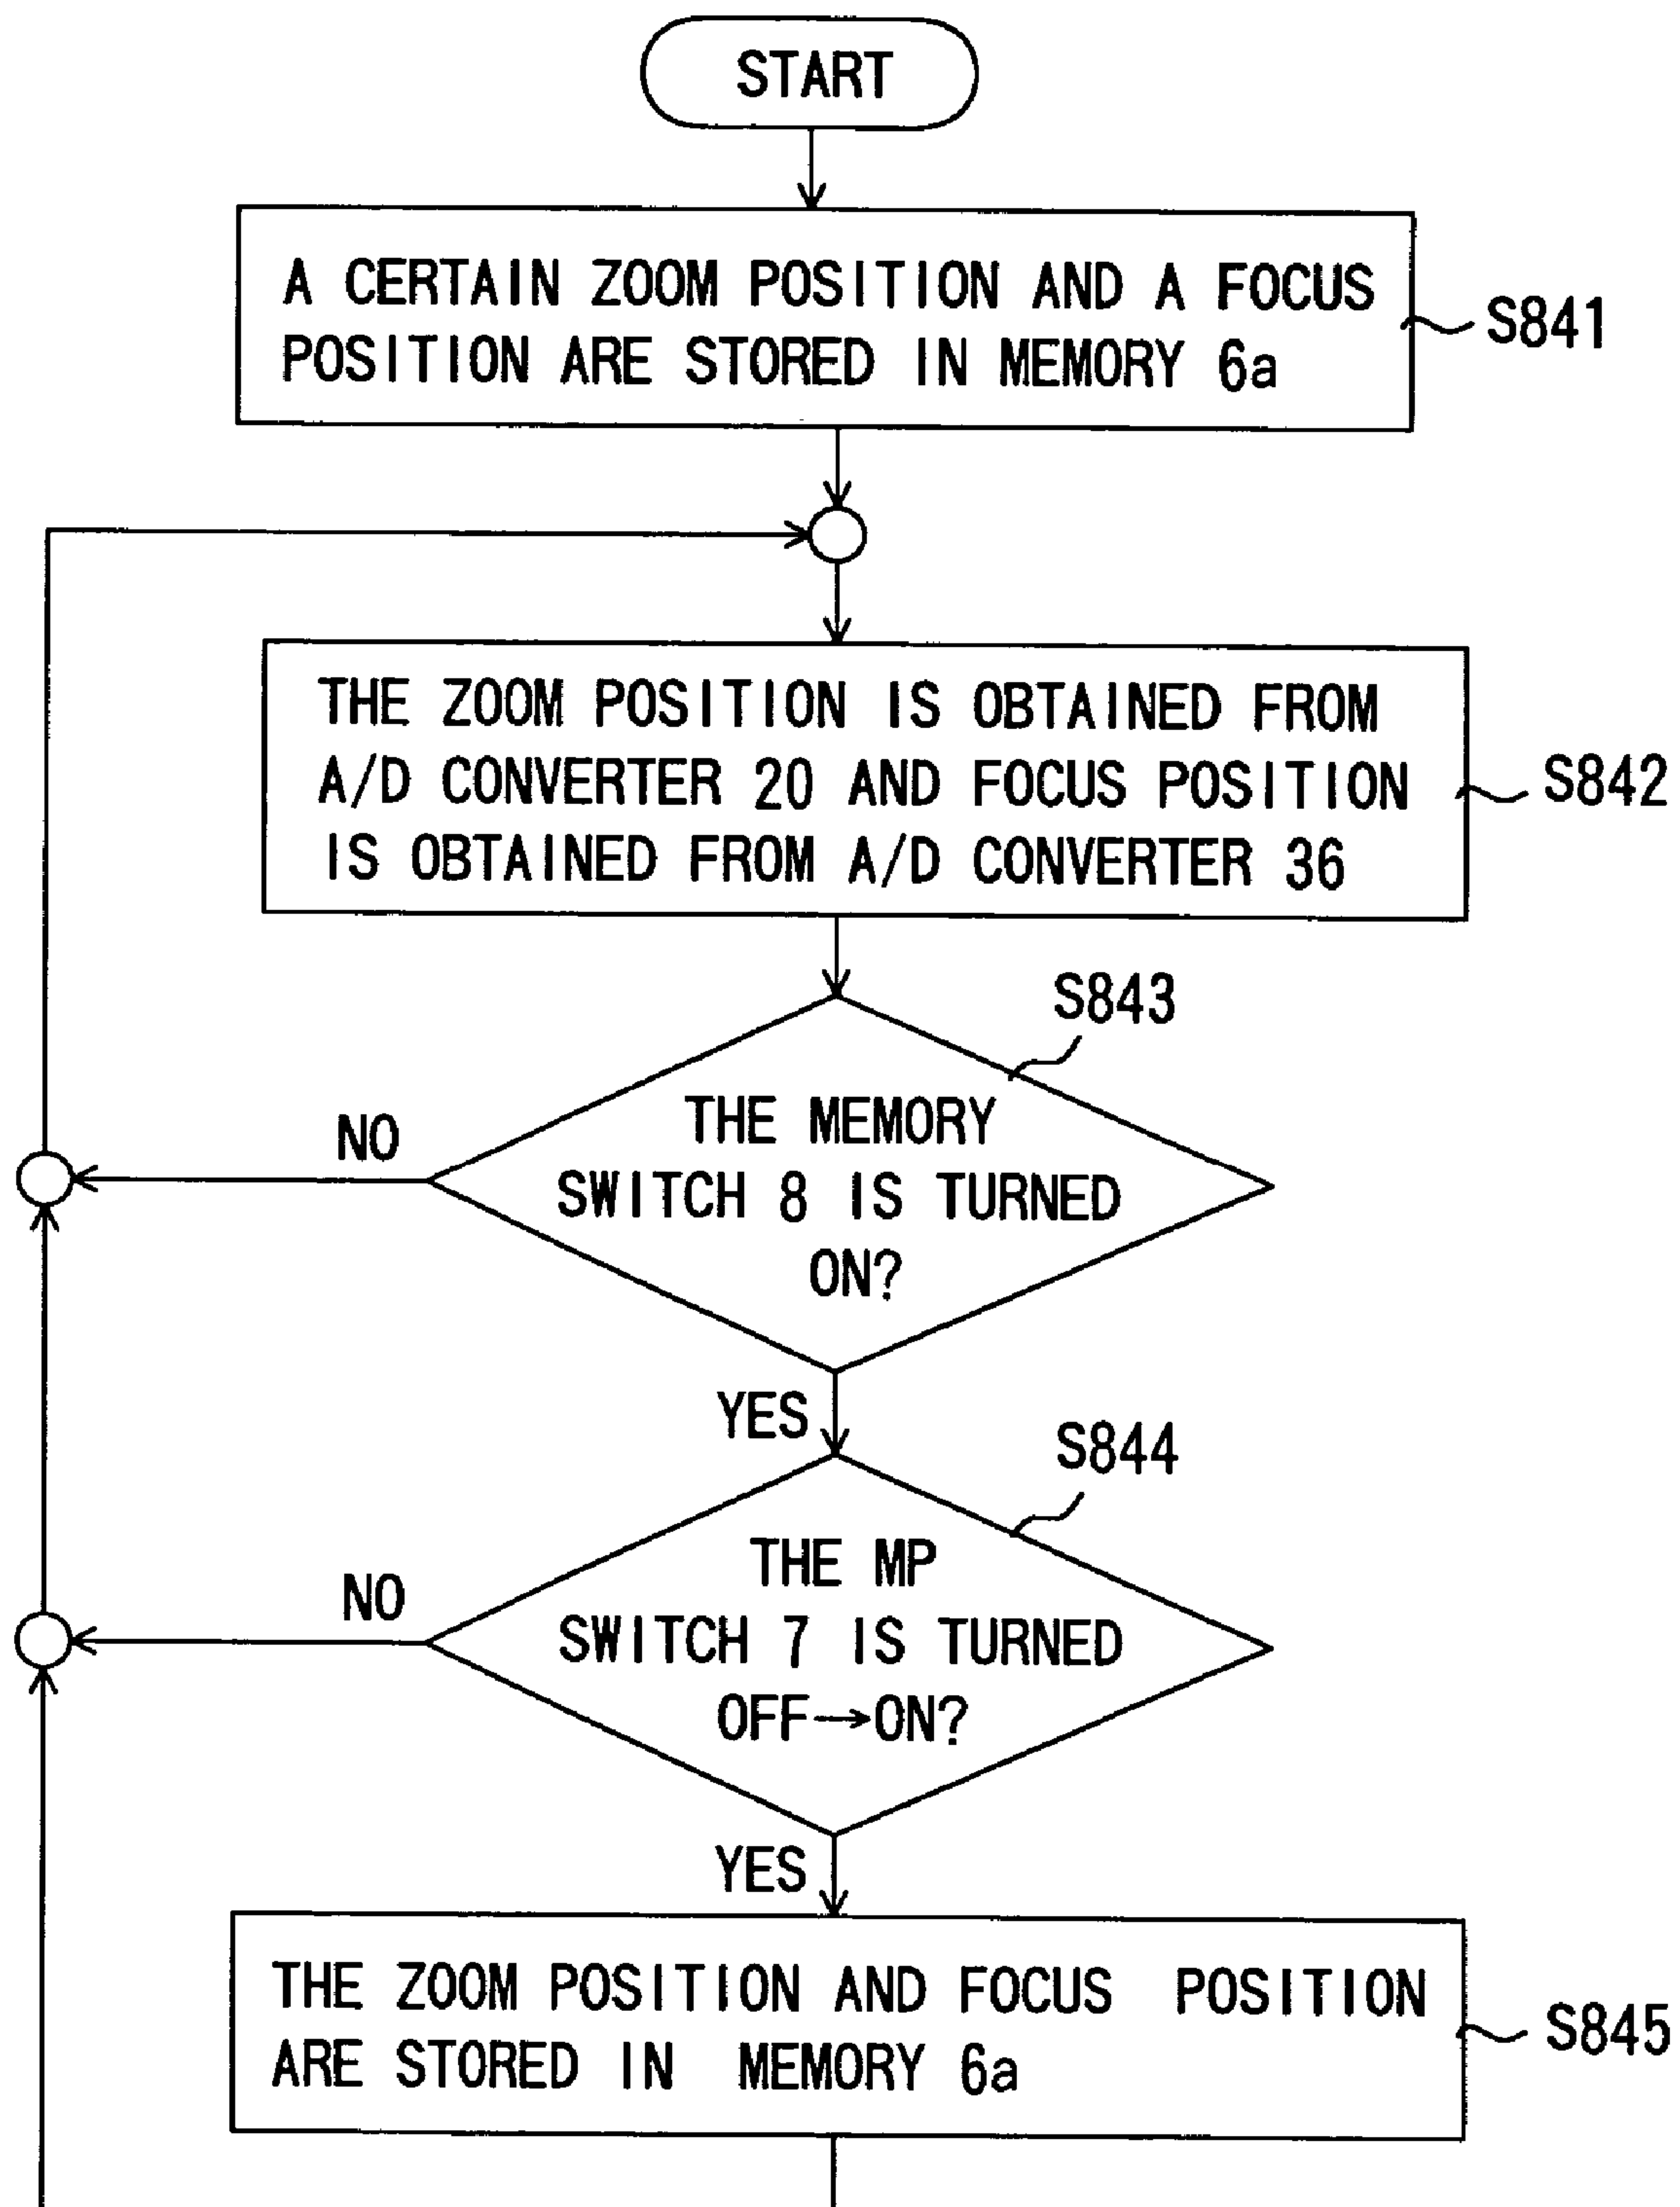 START
A CERTAIN ZOOM POSITION AND A FOCUS
POSITION ARE STORED IN MEMORY 6a
S841
THE ZOOM POSITION IS OBTAINED FROM
A/D CONVERTER 20 AND FOCUS POSITION
IS OBTAINED FROM A/D CONVERTER 36
S842
S843
THE MEMORY
SWITCH 8 IS TURNED
ON?
NO
YES
S844
THE MP
SWITCH 7 IS TURNED
OFF→ON?
NO
YES
THE ZOOM POSITION AND FOCUS POSITION
ARE STORED IN MEMORY 6a
S845